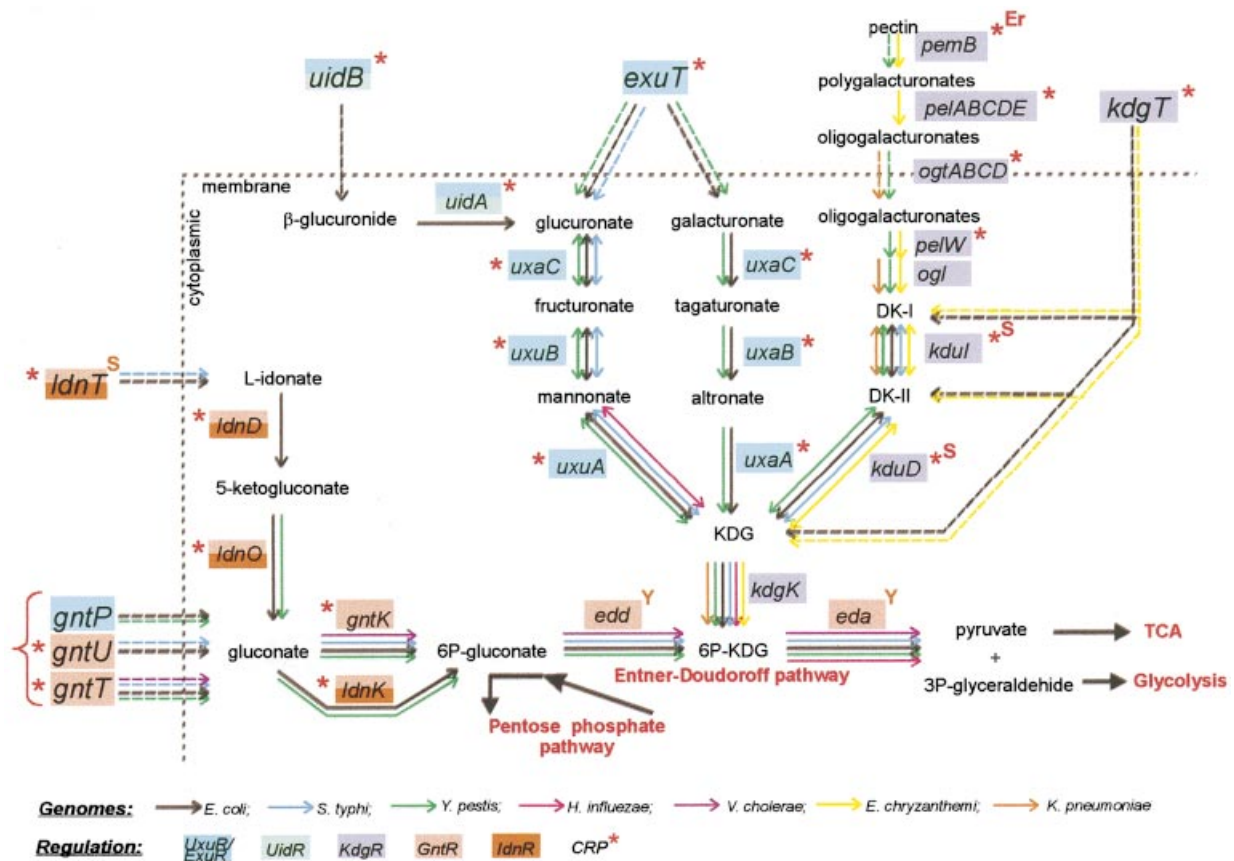 pectin
*Er
pemB
uidB *
exuT *
polygalacturonates
pelABCDE *
kdgT *
oligogalacturonates
ogtABCD *
membrane
cytoplasmic
β-glucuronide
uidA *
glucuronate
galacturonate
oligogalacturonates
pelW *
ogl
* uxaC
uxaC *
fructuronate
tagaturonate
DK-I
* uxuB
uxaB *
kduI *S
* IdnT S
L-idonate
mannonate
altronate
DK-II
* IdnD
* uxuA
uxaA *
kduD *S
5-ketogluconate
KDG
* IdnO
kdgK
gntP
* gntK
edd Y
eda Y
* gntU
gluconate
6P-gluconate
6P-KDG
pyruvate
TCA
* gntT
* IdnK
Entner-Doudoroff pathway
+
3P-glyceraldehide
Glycolysis
Pentose phosphate
pathway
Genomes: E. coli; S. typhi; Y. pestis; H. influezae; V. cholerae; E. chryzanthemi; K. pneumoniae
Regulation: UxuR/ExuR UidR KdgR GntR IdnR CRP*